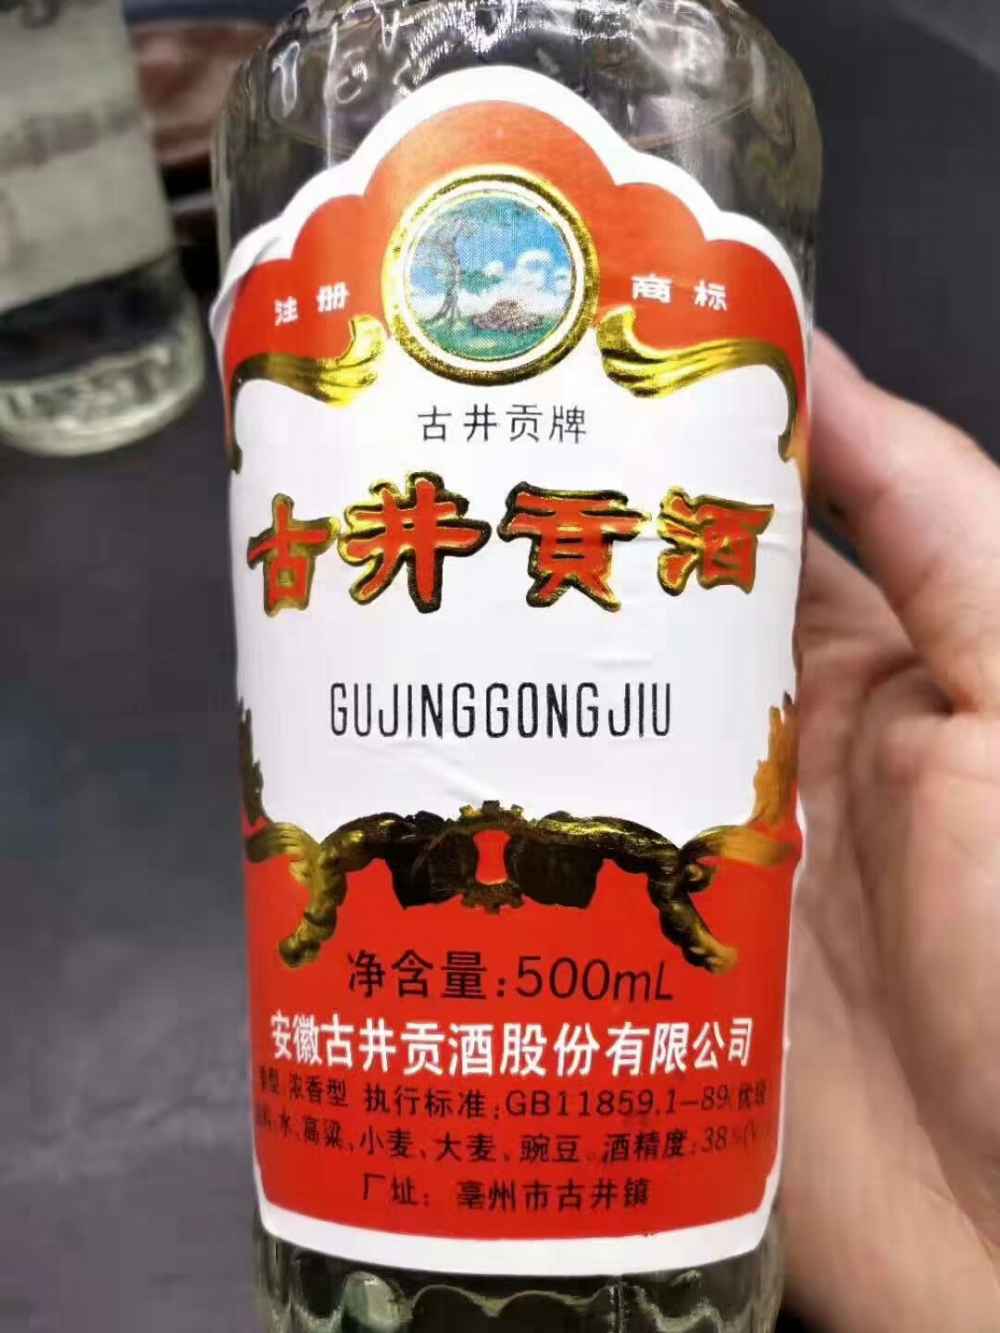 注册 商标
古井贡牌
古井贡酒
GUJINGGONGJIU
净含量:500mL
安徽古井贡酒股份有限公司
型:浓香型 执行标准:GB11859.1-89(优级
水、高粱、小麦、大麦、豌豆。酒精度:38%(V
厂址: 亳州市古井镇